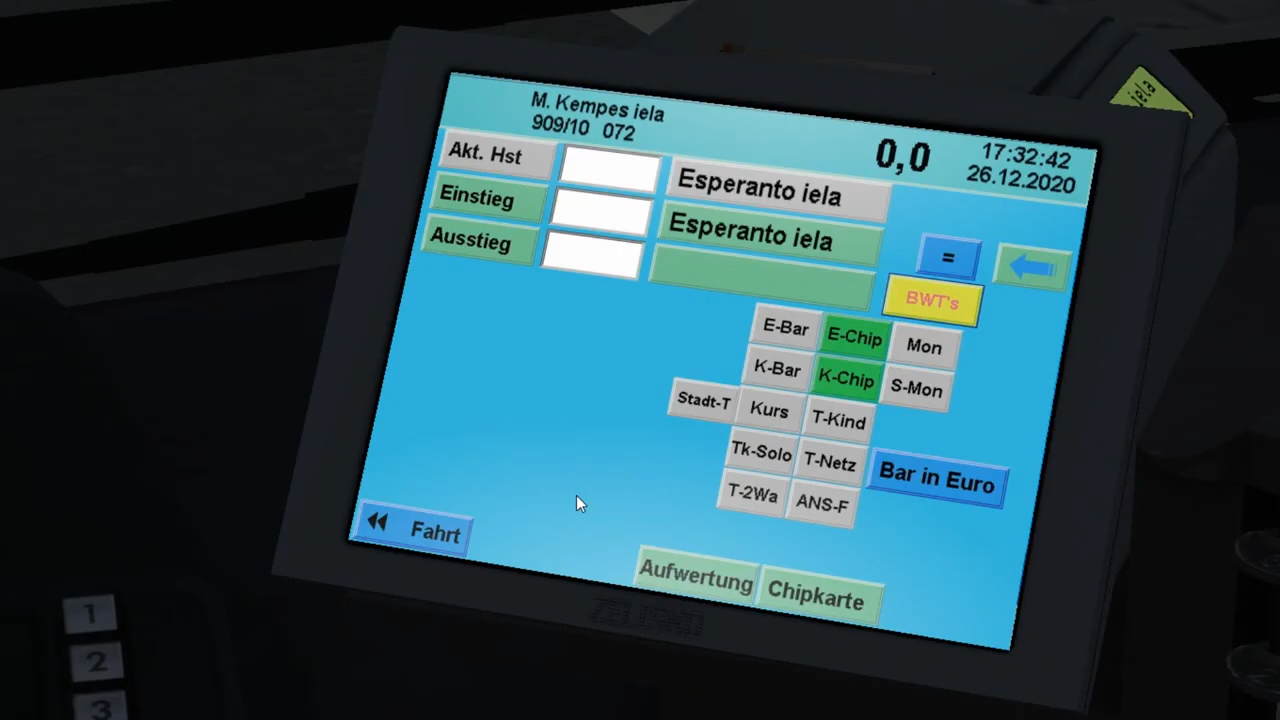 M. Kempes iela
909/10 072
0,0
17:32:42
26.12.2020
Akt. Hst
Esperanto iela
Einstieg
Esperanto iela
Ausstieg
=
BWT's
E-Bar E-Chip Mon
K-Bar K-Chip S-Mon
Stadt-T Kurs T-Kind
Tk-Solo T-Netz Bar in Euro
T-2Wa ANS-F
Fahrt
Aufwertung Chipkarte
1
2
3